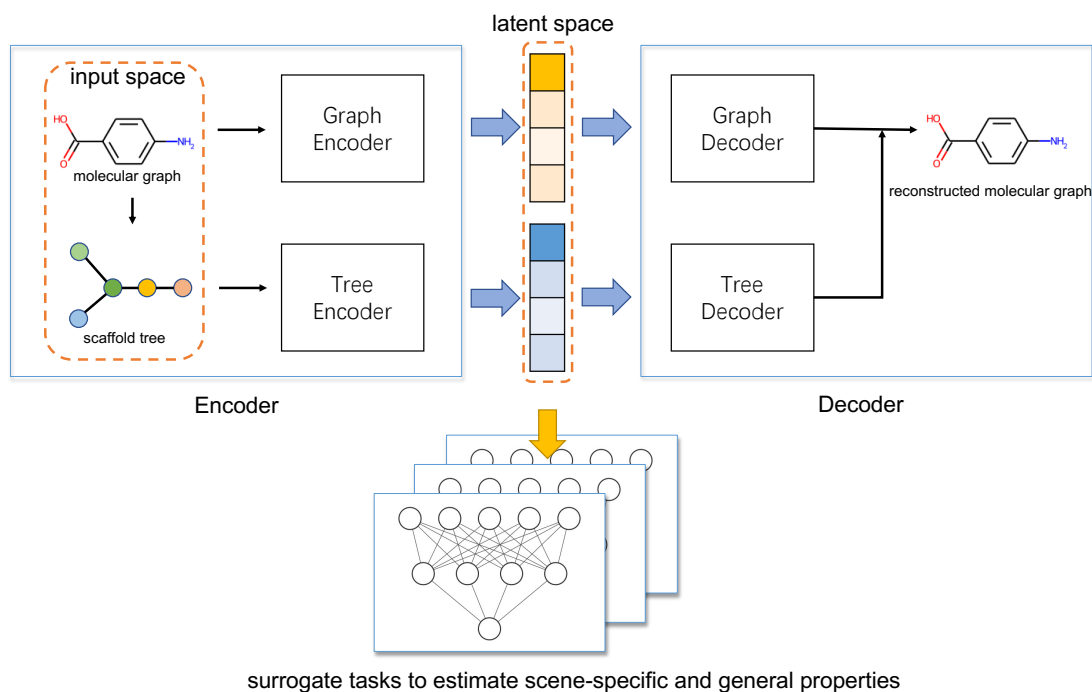 latent space
input space
HO
O
NH₂
molecular graph
Graph
Encoder
Graph
Decoder
HO
O
NH₂
reconstructed molecular graph
scaffold tree
Tree
Encoder
Tree
Decoder
Encoder
Decoder
surrogate tasks to estimate scene-specific and general properties